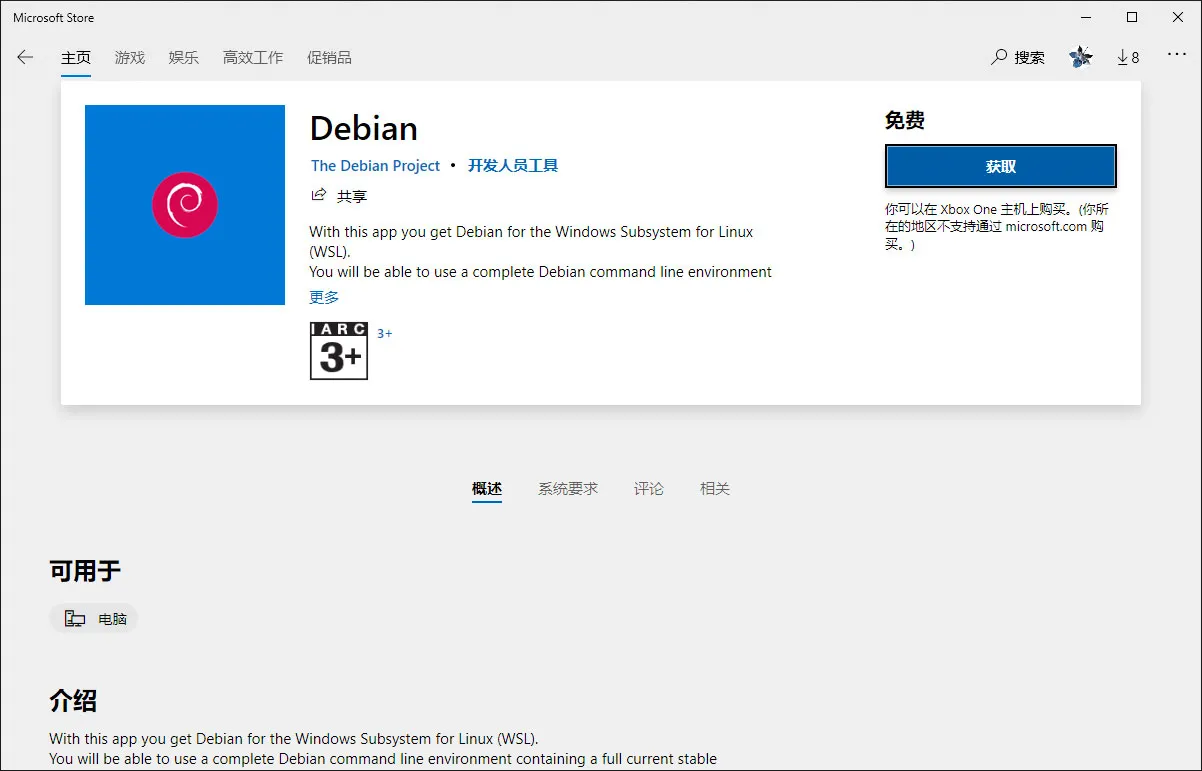 Microsoft Store
主页 游戏 娱乐 高效工作 促销品 搜索 8
Debian
The Debian Project • 开发人员工具
共享
With this app you get Debian for the Windows Subsystem for Linux
(WSL).
You will be able to use a complete Debian command line environment
更多
IARC
3+
3+
免费
获取
你可以在 Xbox One 主机上购买。(你所
在的地区不支持通过 microsoft.com 购
买。)
概述 系统要求 评论 相关
可用于
电脑
介绍
With this app you get Debian for the Windows Subsystem for Linux (WSL).
You will be able to use a complete Debian command line environment containing a full current stable